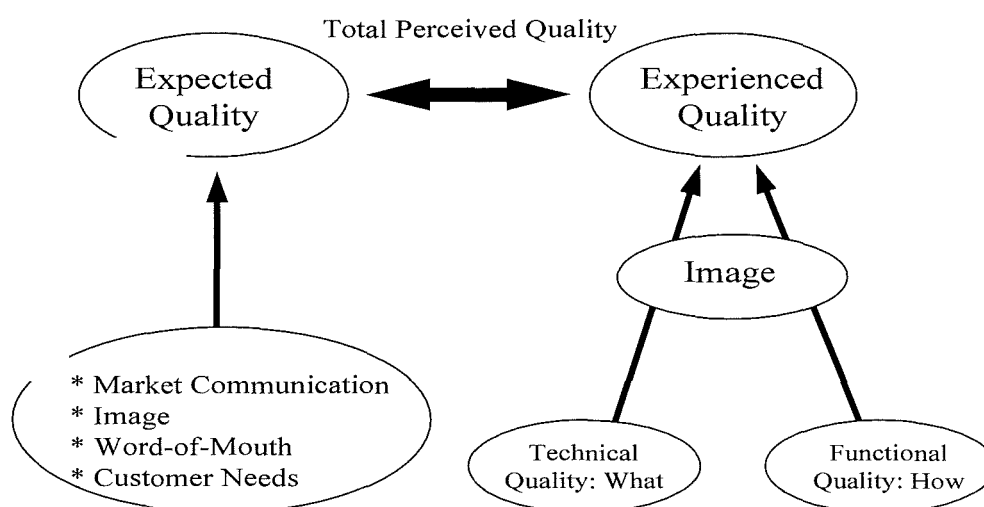 Total Perceived Quality
Expected
Quality
Experienced
Quality
Image
* Market Communication
* Image
* Word-of-Mouth
* Customer Needs
Technical
Quality: What
Functional
Quality: How